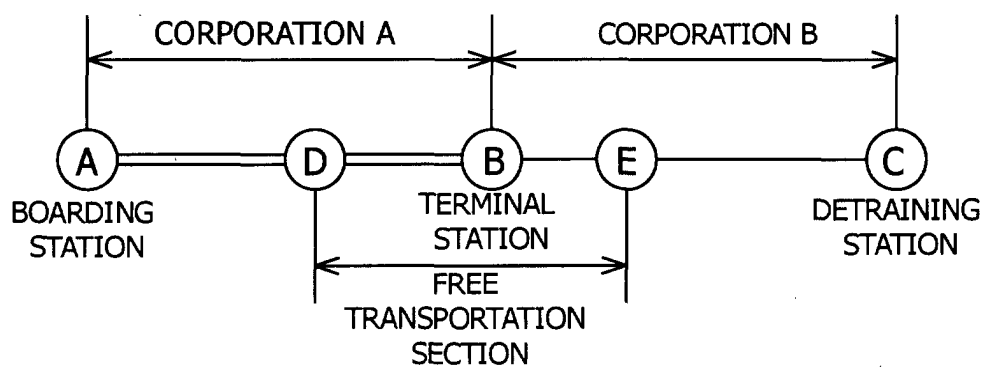 CORPORATION A
CORPORATION B
A
D
B
E
C
BOARDING
STATION
TERMINAL
STATION
DETRAINING
STATION
FREE
TRANSPORTATION
SECTION